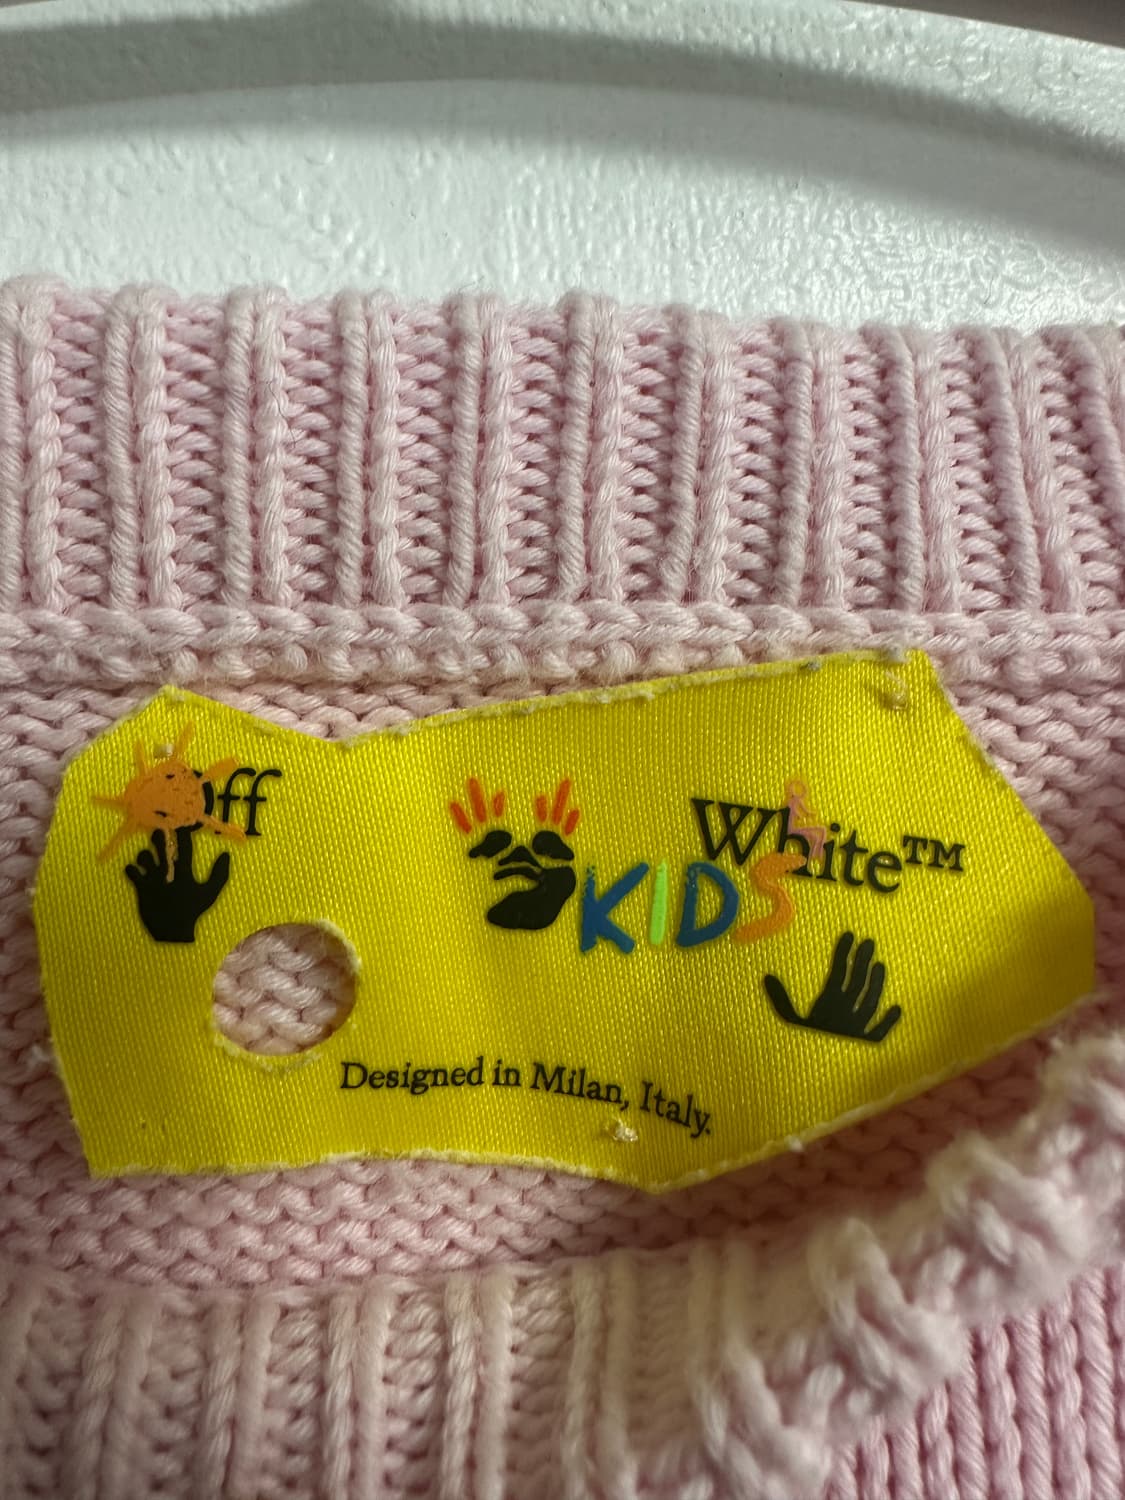 Off
White™
KIDS
Designed in Milan, Italy.